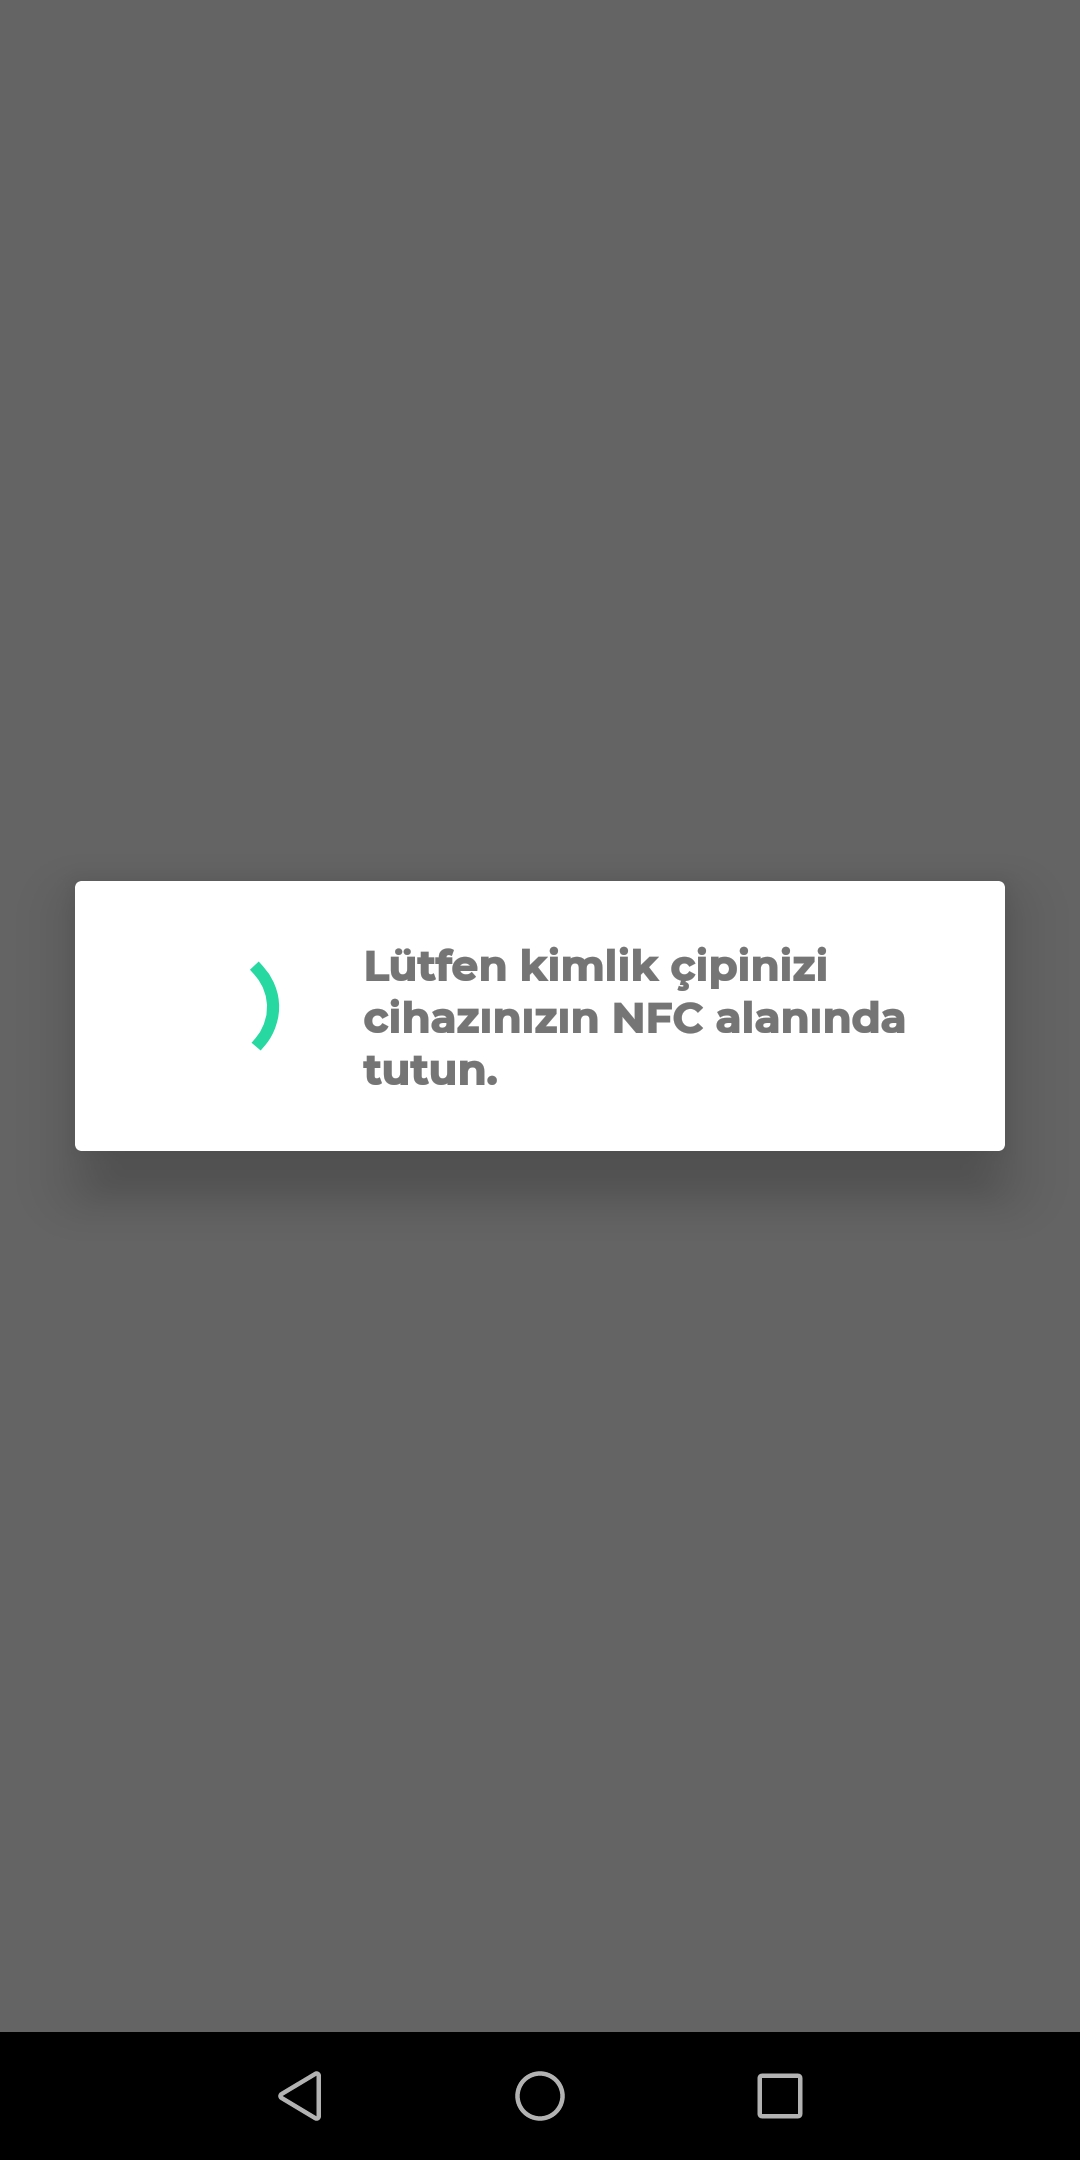 Lütfen kimlik çipinizi
cihazınızın NFC alanında
tutun.